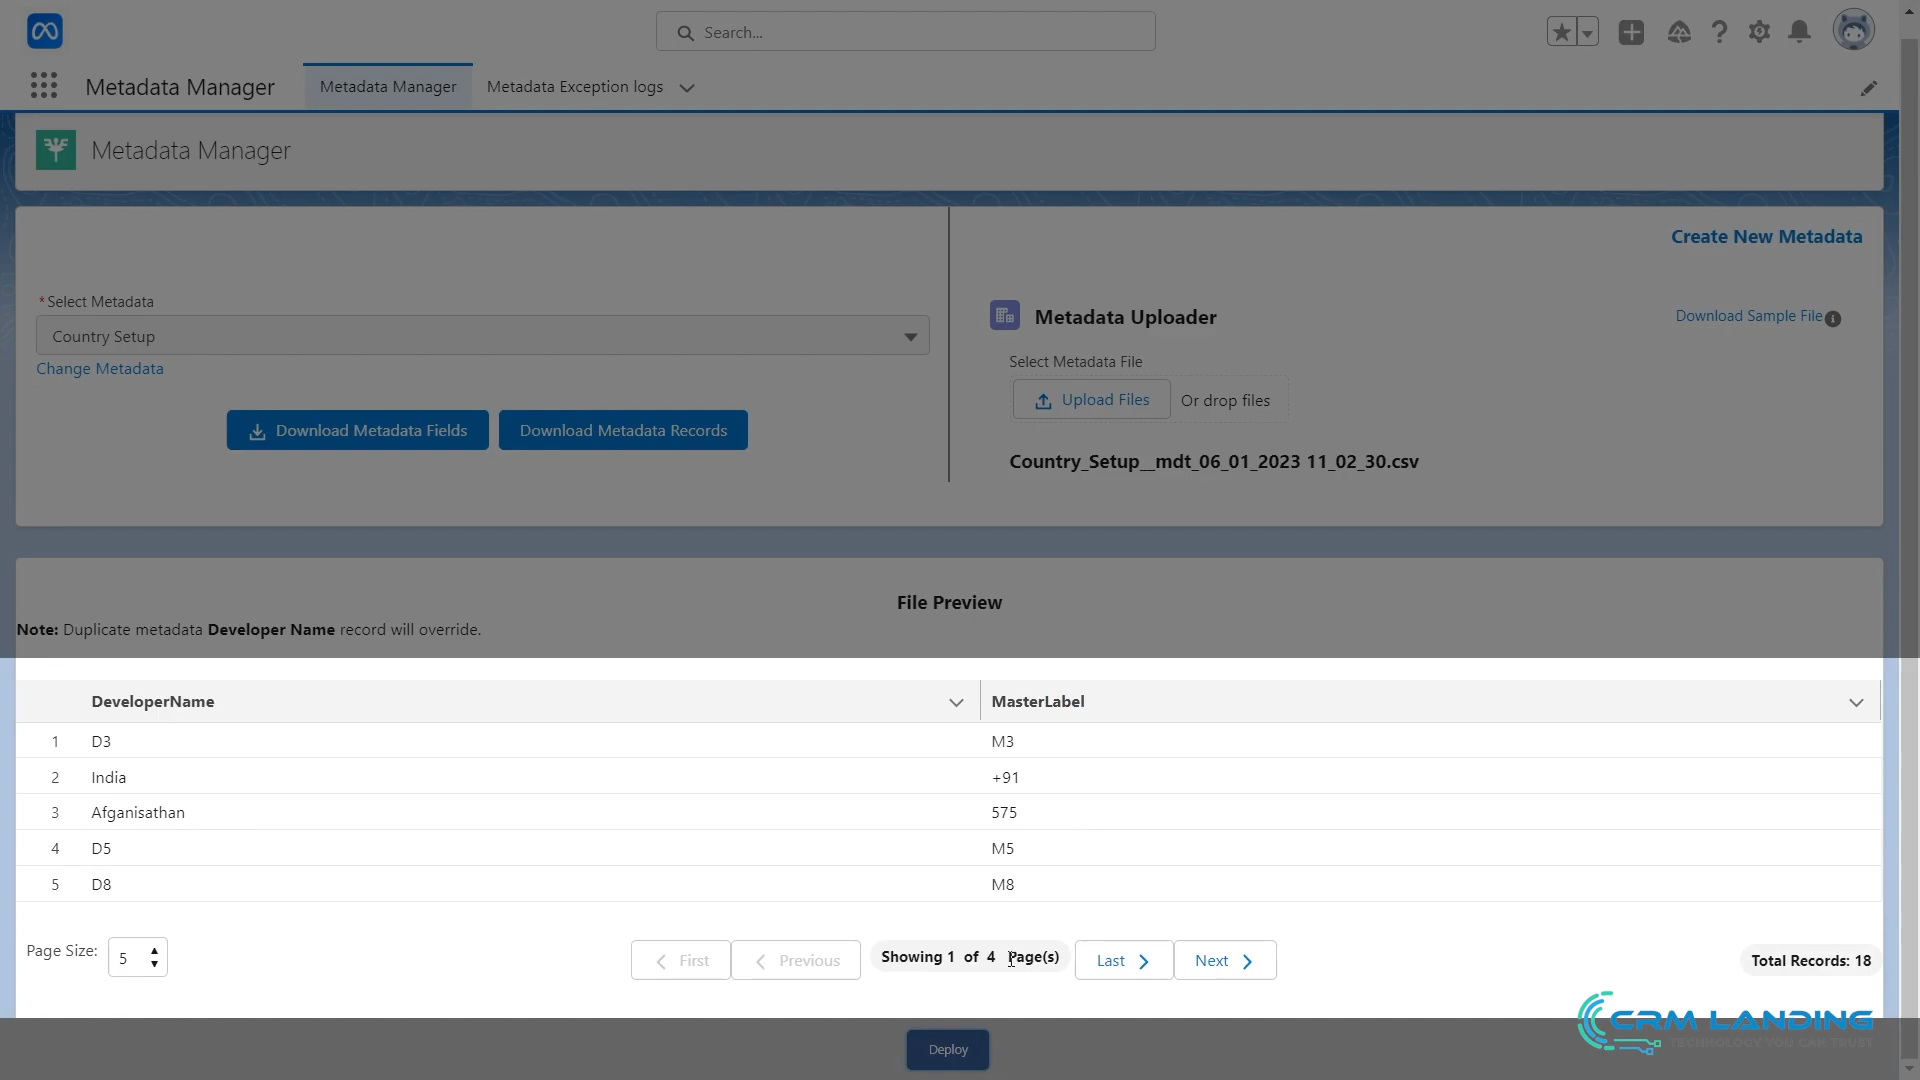 Search...
Metadata Manager
Metadata Manager
Metadata Exception logs
Metadata Manager
Create New Metadata
*Select Metadata
Country Setup
Change Metadata
Download Metadata Fields
Download Metadata Records
Metadata Uploader
Download Sample File
Select Metadata File
Upload Files
Or drop files
Country_Setup__mdt_06_01_2023 11_02_30.csv
File Preview
Note: Duplicate metadata Developer Name record will override.
DeveloperName MasterLabel
1 D3 M3
2 India +91
3 Afganisathan 575
4 D5 M5
5 D8 M8
Page Size: 5
First
Previous
Showing 1 of 4 Page(s)
Last
Next
Total Records: 18
CRM LANDING
TECHNOLOGY YOU CAN TRUST
Deploy